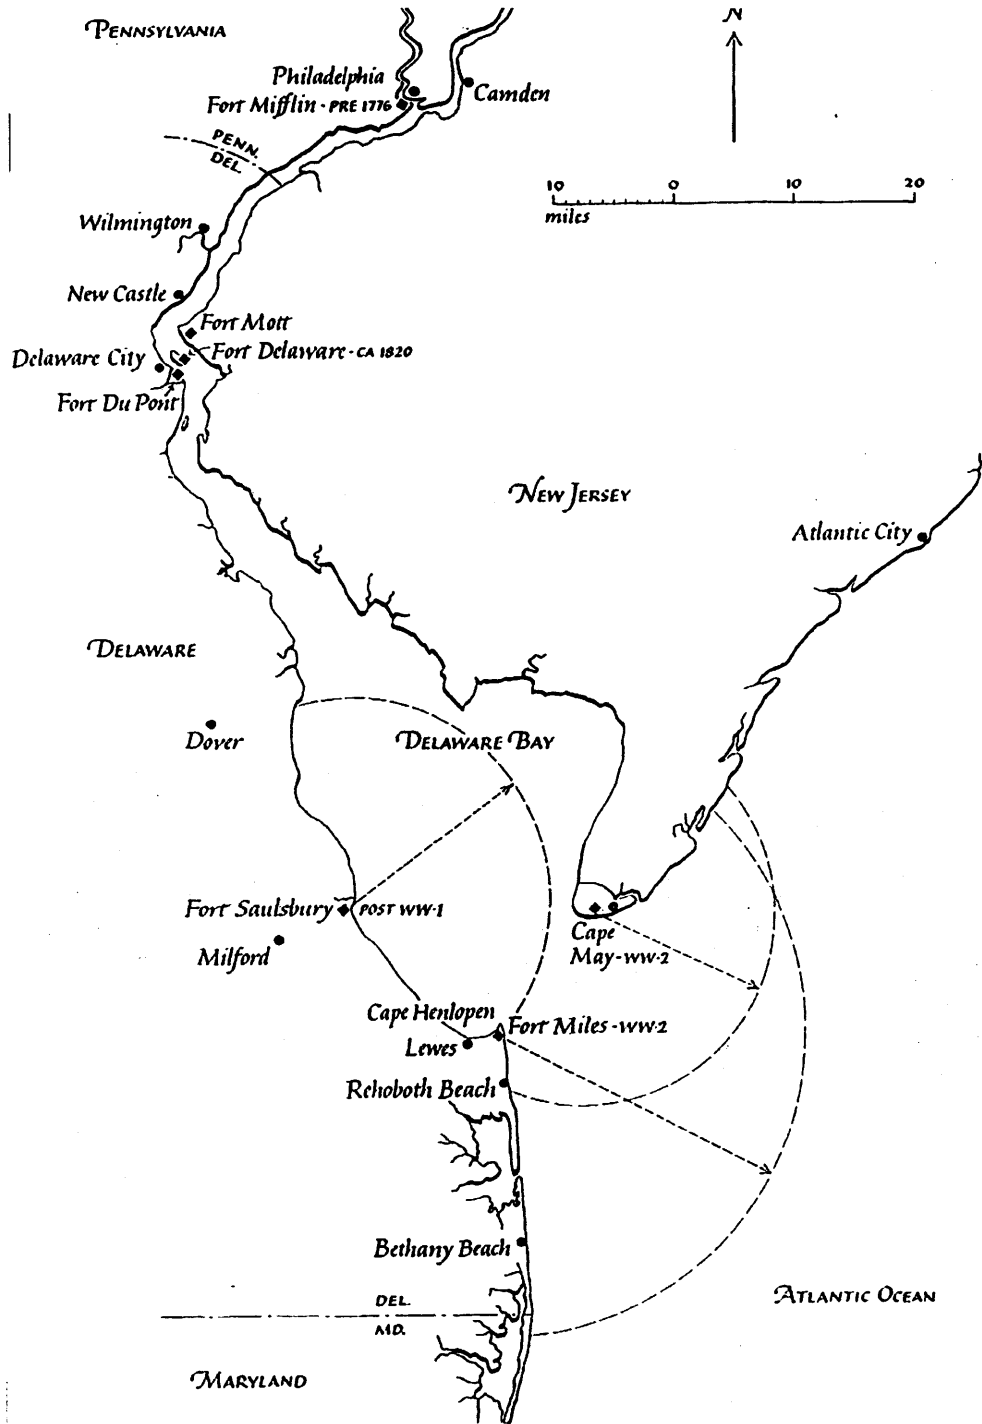 PENNSYLVANIA
N
Philadelphia
Fort Mifflin - PRE 1776
Camden
PENN.
DEL.
10 0 10 20
miles
Wilmington
New Castle
Fort Mott
Delaware City
Fort Delaware - CA 1820
Fort Du Pont
NEW JERSEY
Atlantic City
DELAWARE
Dover
DELAWARE BAY
Fort Saulsbury
POST WW-1
Milford
Cape
May - WW-2
Cape Henlopen
Fort Miles - WW-2
Lewes
Rehoboth Beach
Bethany Beach
ATLANTIC OCEAN
DEL.
MD.
MARYLAND